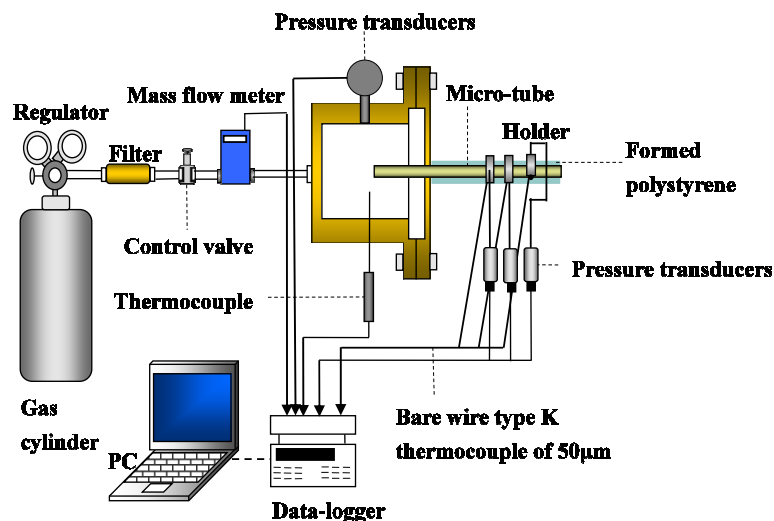 Pressure transducers
Mass flow meter
Micro-tube
Regulator
Holder
Filter
Formed
polystyrene
Control valve
Pressure transducers
Thermocouple
Gas
cylinder
Bare wire type K
thermocouple of 50μm
PC
Data-logger